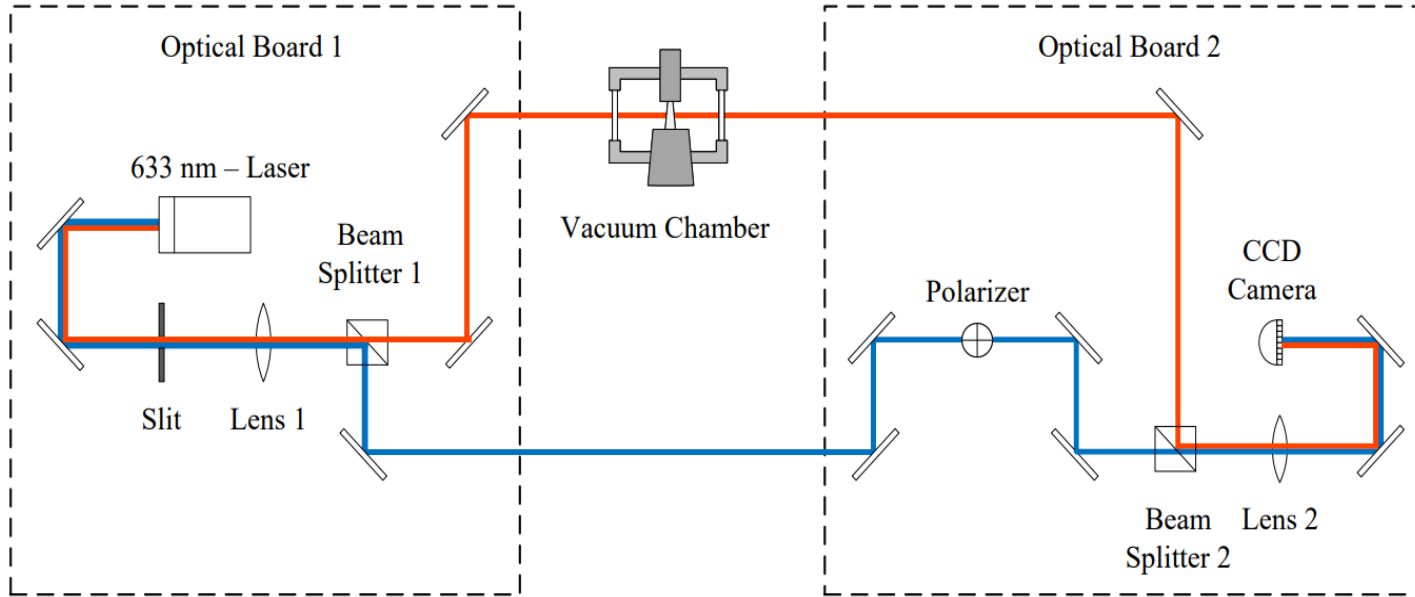 Optical Board 1
Optical Board 2
633 nm – Laser
Vacuum Chamber
Beam
Splitter 1
CCD
Camera
Polarizer
Slit
Lens 1
Beam
Splitter 2
Lens 2